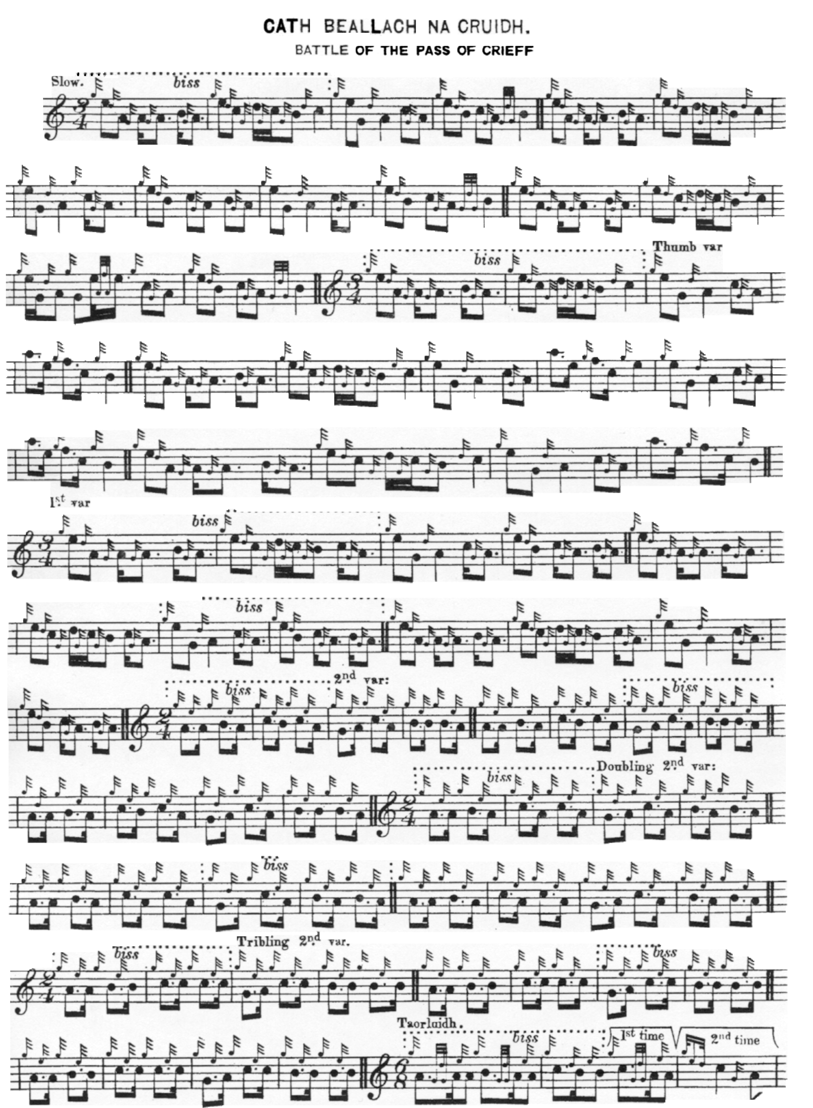 CATH BEALLACH NA CRUIDH.
BATTLE OF THE PASS OF CRIEFF
Slow. biss
biss Thumb var
1st var
biss
biss
biss 2nd var: biss
biss Doubling 2nd var:
biss
biss Tribling 2nd var. biss
Taorluidh. biss 1st time 2nd time